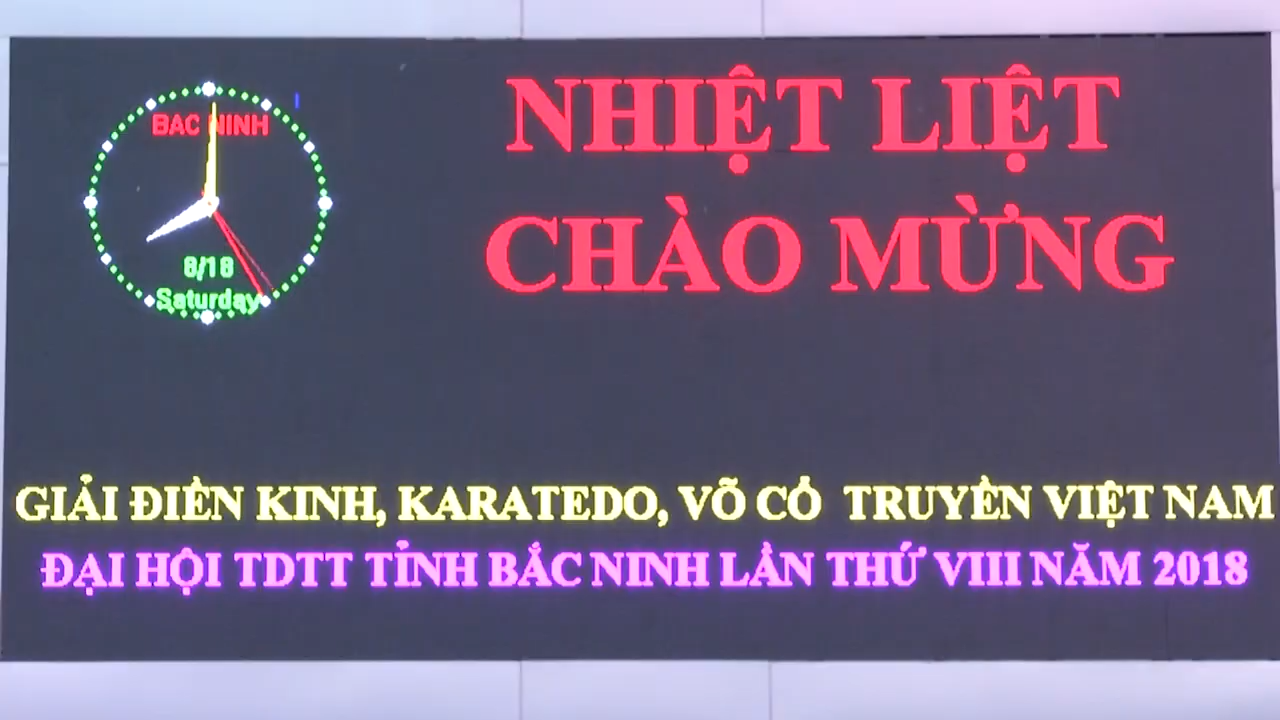 BAC NINH
8/18
Saturday
NHIỆT LIỆT
CHÀO MỪNG
GIẢI ĐIỀN KINH, KARATEDO, VÕ CỔ TRUYỀN VIỆT NAM
ĐẠI HỘI TDTT TỈNH BẮC NINH LẦN THỨ VIII NĂM 2018